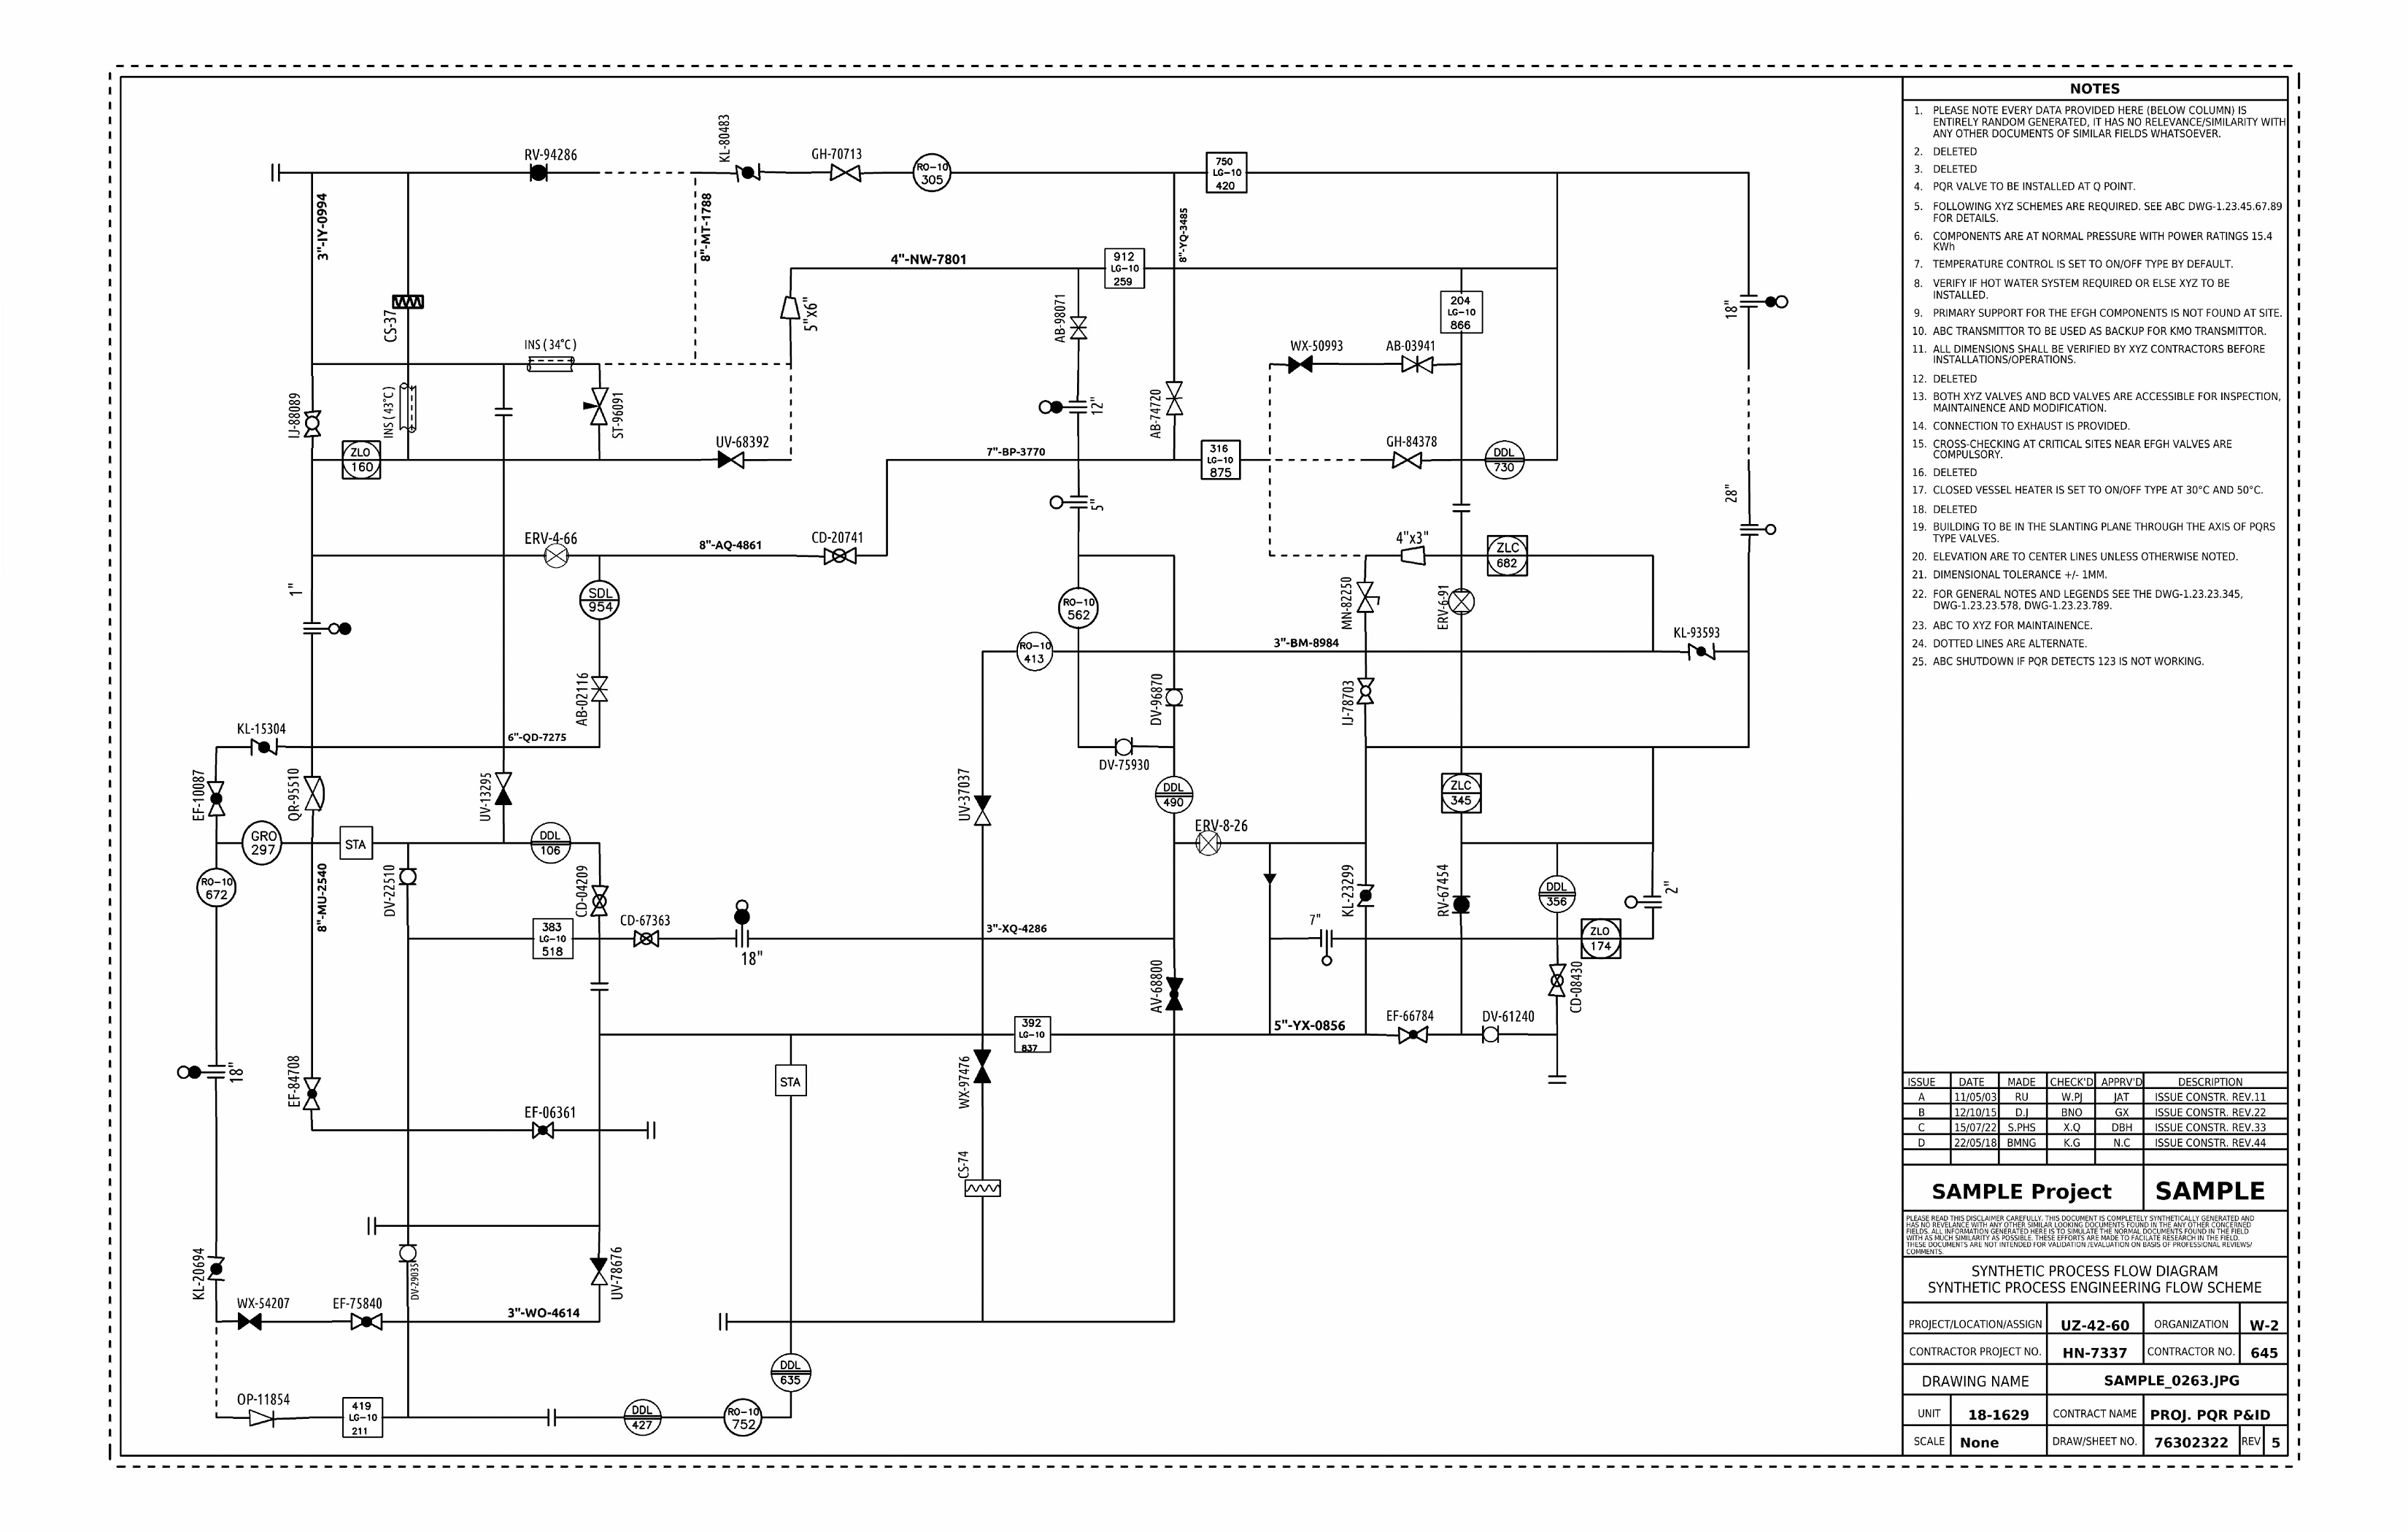 KL-80483
RV-94286
GH-70713
RO-10
305
750
LG-10
420
3"-IY-0994
8"-MT-1788
8"-YQ-3485
4"-NW-7801
912
LG-10
259
CS-37
5"x6"
AB-98071
204
LG-10
866
18"
INS (34°C)
WX-50993
AB-03941
IJ-88089
INS (43°C)
ST-96091
12"
AB-74720
ZLO
160
UV-68392
7"-BP-3770
316
LG-10
875
GH-84378
DDL
730
5"
28"
ERV-4-66
8"-AQ-4861
CD-20741
4"x3"
ZLC
682
1"
SDL
954
RO-10
562
MN-82250
ERV-6-91
RO-10
413
3"-BM-8984
KL-93593
AB-02116
DV-96870
IJ-78703
KL-15304
6"-QD-7275
DV-75930
EF-10087
QR-95510
UV-13295
UV-37037
DDL
490
ZLC
345
GRO
297
STA
DDL
106
ERV-8-26
RO-10
672
8"-MU-2540
DV-22510
CD-04209
KL-23299
RV-67454
DDL
356
2"
383
LG-10
518
CD-67363
18"
3"-XQ-4286
7"
ZLO
174
AV-68800
CD-08430
392
LG-10
837
5"-YX-0856
EF-66784
DV-61240
18"
EF-84708
STA
WX-97476
EF-06361
CS-74
KL-20694
DV-29035
UV-78676
WX-54207
EF-75840
3"-WO-4614
DDL
635
OP-11854
419
LG-10
211
DDL
427
RO-10
752
NOTES
1. PLEASE NOTE EVERY DATA PROVIDED HERE (BELOW COLUMN) IS
ENTIRELY RANDOM GENERATED, IT HAS NO RELEVANCE/SIMILARITY WITH
ANY OTHER DOCUMENTS OF SIMILAR FIELDS WHATSOEVER.
2. DELETED
3. DELETED
4. PQR VALVE TO BE INSTALLED AT Q POINT.
5. FOLLOWING XYZ SCHEMES ARE REQUIRED. SEE ABC DWG-1.23.45.67.89
FOR DETAILS.
6. COMPONENTS ARE AT NORMAL PRESSURE WITH POWER RATINGS 15.4
KWh
7. TEMPERATURE CONTROL IS SET TO ON/OFF TYPE BY DEFAULT.
8. VERIFY IF HOT WATER SYSTEM REQUIRED OR ELSE XYZ TO BE
INSTALLED.
9. PRIMARY SUPPORT FOR THE EFGH COMPONENTS IS NOT FOUND AT SITE.
10. ABC TRANSMITTOR TO BE USED AS BACKUP FOR KMO TRANSMITTOR.
11. ALL DIMENSIONS SHALL BE VERIFIED BY XYZ CONTRACTORS BEFORE
INSTALLATIONS/OPERATIONS.
12. DELETED
13. BOTH XYZ VALVES AND BCD VALVES ARE ACCESSIBLE FOR INSPECTION,
MAINTAINENCE AND MODIFICATION.
14. CONNECTION TO EXHAUST IS PROVIDED.
15. CROSS-CHECKING AT CRITICAL SITES NEAR EFGH VALVES ARE
COMPULSORY.
16. DELETED
17. CLOSED VESSEL HEATER IS SET TO ON/OFF TYPE AT 30°C AND 50°C.
18. DELETED
19. BUILDING TO BE IN THE SLANTING PLANE THROUGH THE AXIS OF PQRS
TYPE VALVES.
20. ELEVATION ARE TO CENTER LINES UNLESS OTHERWISE NOTED.
21. DIMENSIONAL TOLERANCE +/- 1MM.
22. FOR GENERAL NOTES AND LEGENDS SEE THE DWG-1.23.23.345,
DWG-1.23.23.578, DWG-1.23.23.789.
23. ABC TO XYZ FOR MAINTAINENCE.
24. DOTTED LINES ARE ALTERNATE.
25. ABC SHUTDOWN IF PQR DETECTS 123 IS NOT WORKING.
ISSUE DATE MADE CHECK'D APPRV'D DESCRIPTION
A 11/05/03 RU W.PJ JAT ISSUE CONSTR. REV.11
B 12/10/15 D.J BNO GX ISSUE CONSTR. REV.22
C 15/07/22 S.PHS X.Q DBH ISSUE CONSTR. REV.33
D 22/05/18 BMNG K.G N.C ISSUE CONSTR. REV.44
SAMPLE Project SAMPLE
PLEASE READ THIS DISCLAIMER CAREFULLY. THIS DOCUMENT IS COMPLETELY SYNTHETICALLY GENERATED AND
HAS NO REVELANCE WITH ANY OTHER SIMILAR LOOKING DOCUMENTS FOUND IN THE ANY OTHER CONCERNED
FIELDS. ALL INFORMATION GENERATED HERE IS TO SIMULATE THE NORMAL DOCUMENTS FOUND IN THE FIELD
WITH AS MUCH SIMILARITY AS POSSIBLE. THESE EFFORTS ARE MADE TO FACILATE RESEARCH IN THE FIELD.
THESE DOCUMENTS ARE NOT INTENDED FOR VALIDATION /EVALUATION ON BASIS OF PROFESSIONAL REVIEWS/
COMMENTS.
SYNTHETIC PROCESS FLOW DIAGRAM
SYNTHETIC PROCESS ENGINEERING FLOW SCHEME
PROJECT/LOCATION/ASSIGN UZ-42-60 ORGANIZATION W-2
CONTRACTOR PROJECT NO. HN-7337 CONTRACTOR NO. 645
DRAWING NAME SAMPLE_0263.JPG
UNIT 18-1629 CONTRACT NAME PROJ. PQR P&ID
SCALE None DRAW/SHEET NO. 76302322 REV 5